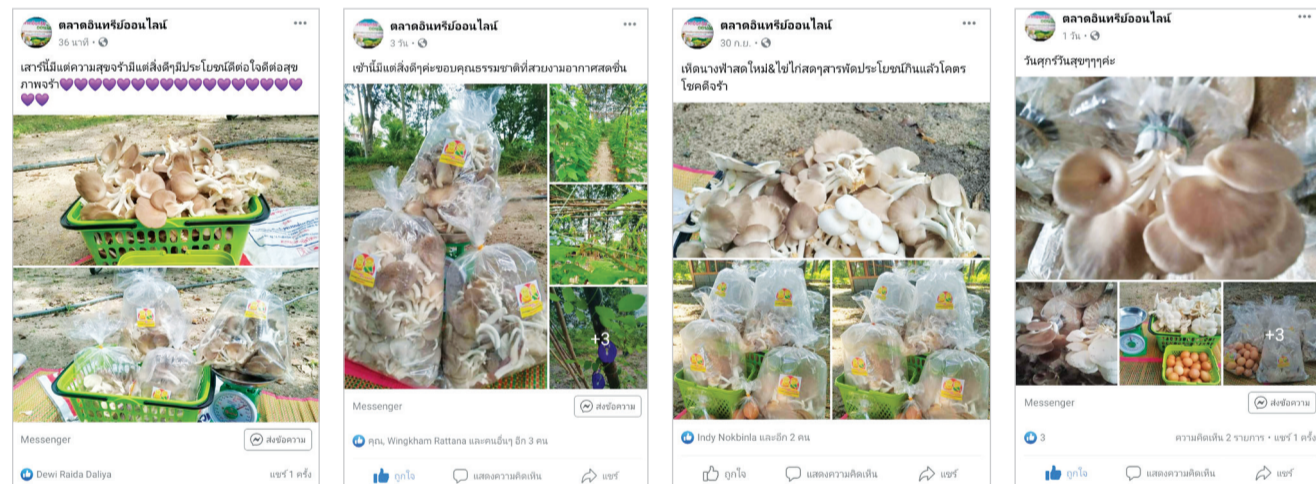 ตลาดอินทรีย์ออนไลน์
36 นาที
เสาร์นี้มีแต่ความสุขจร้ามีแต่สิ่งดีๆมีประโยชน์ดีต่อใจดีต่อสุข
ภาพจร้า💜💜💜💜💜💜💜💜💜💜💜💜💜💜💜💜💜
💜💜
Messenger
ส่งข้อความ
Dewi Raida Daliya
แชร์ 1 ครั้ง
ตลาดอินทรีย์ออนไลน์
3 วัน
เช้านี้มีแต่สิ่งดีๆค่ะขอบคุณธรรมชาติที่สวยงามอากาศสดชื่น
+3
Messenger
ส่งข้อความ
คุณ, Wingkham Rattana และคนอื่นๆ อีก 3 คน
ถูกใจ
แสดงความคิดเห็น
แชร์
ตลาดอินทรีย์ออนไลน์
30 ก.ย.
เห็ดนางฟ้าสดใหม่&ไข่ไก่สดๆสารพัดประโยชน์กินแล้วโคตร
โชคดีจร้า
Indy Nokbinla และอีก 2 คน
ถูกใจ
แสดงความคิดเห็น
แชร์
ตลาดอินทรีย์ออนไลน์
1 วัน
วันศุกร์วันสุขๆๆๆค่ะ
+3
Messenger
ส่งข้อความ
3
ความคิดเห็น 2 รายการ • แชร์ 1 ครั้ง
ถูกใจ
แสดงความคิดเห็น
แชร์